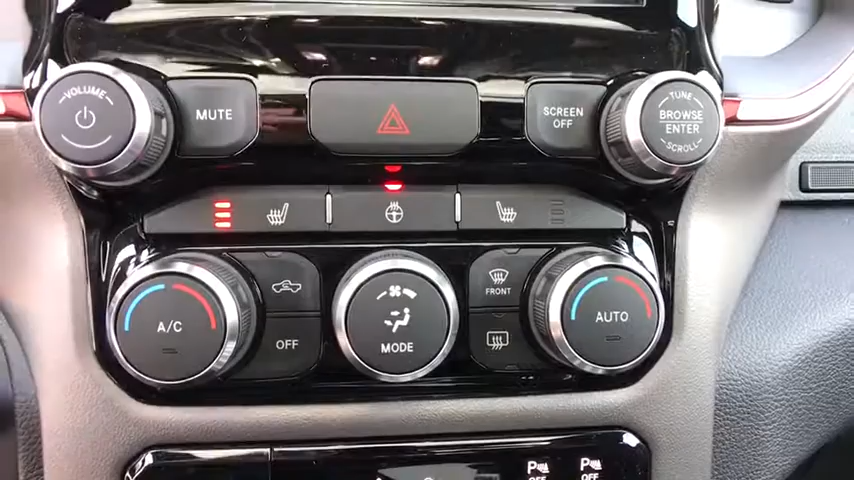 VOLUME
MUTE
SCREEN
OFF
TUNE
BROWSE
ENTER
SCROLL
A/C
OFF
MODE
FRONT
AUTO
P
OFF
P
OFF